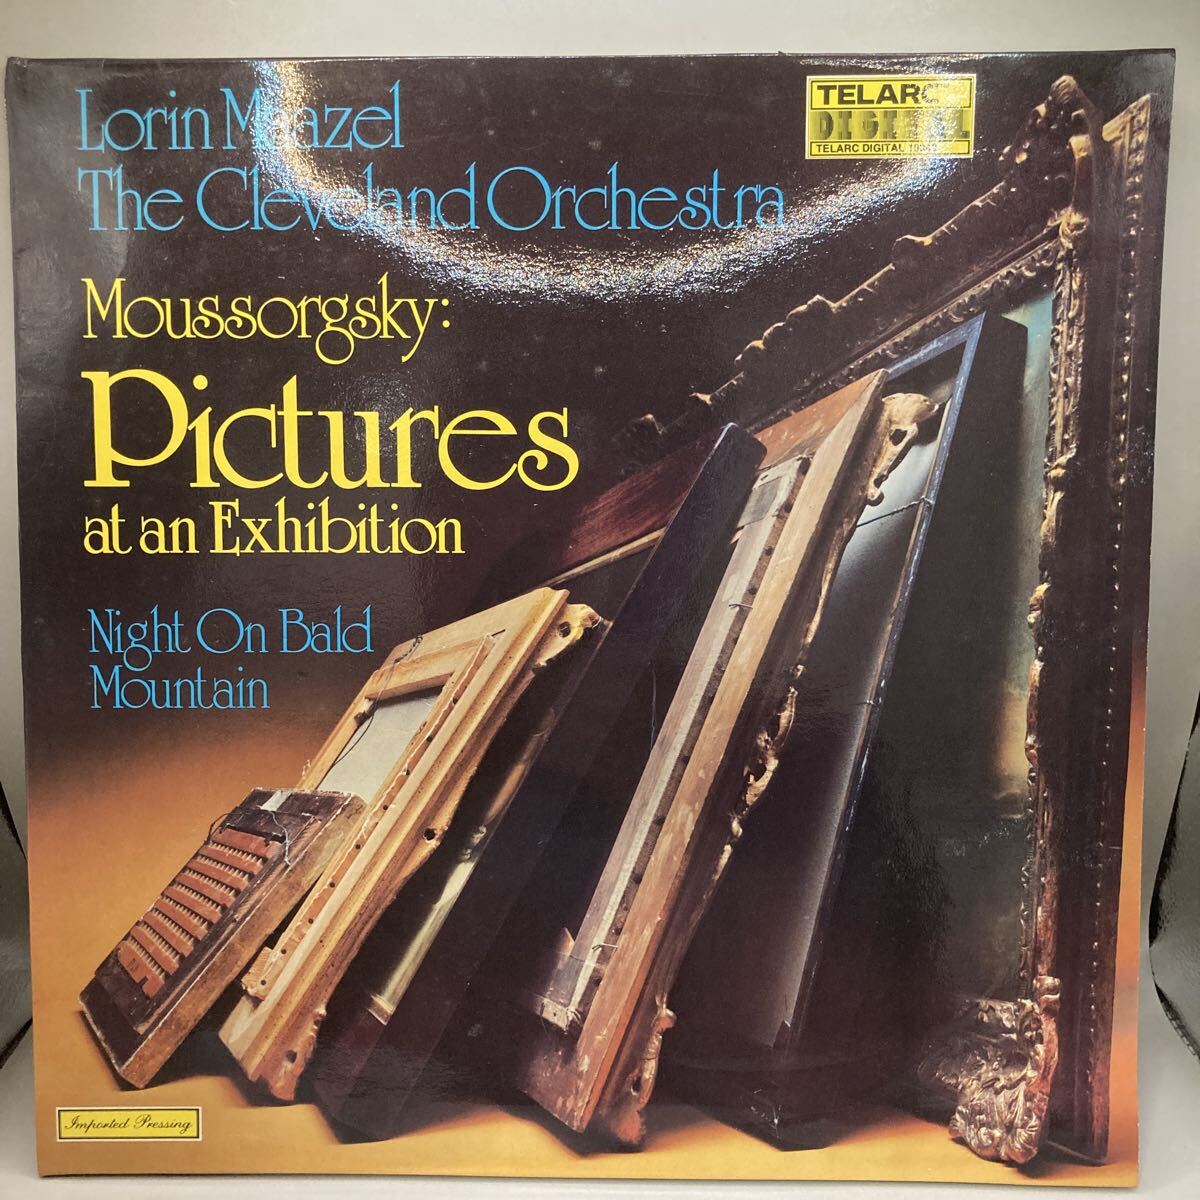 Lorin Maazel
The Cleveland Orchestra
TELARC
DIGITAL
TELARC DIGITAL
Moussorgsky:
Pictures
at an Exhibition
Night On Bald
Mountain
Imported Pressing